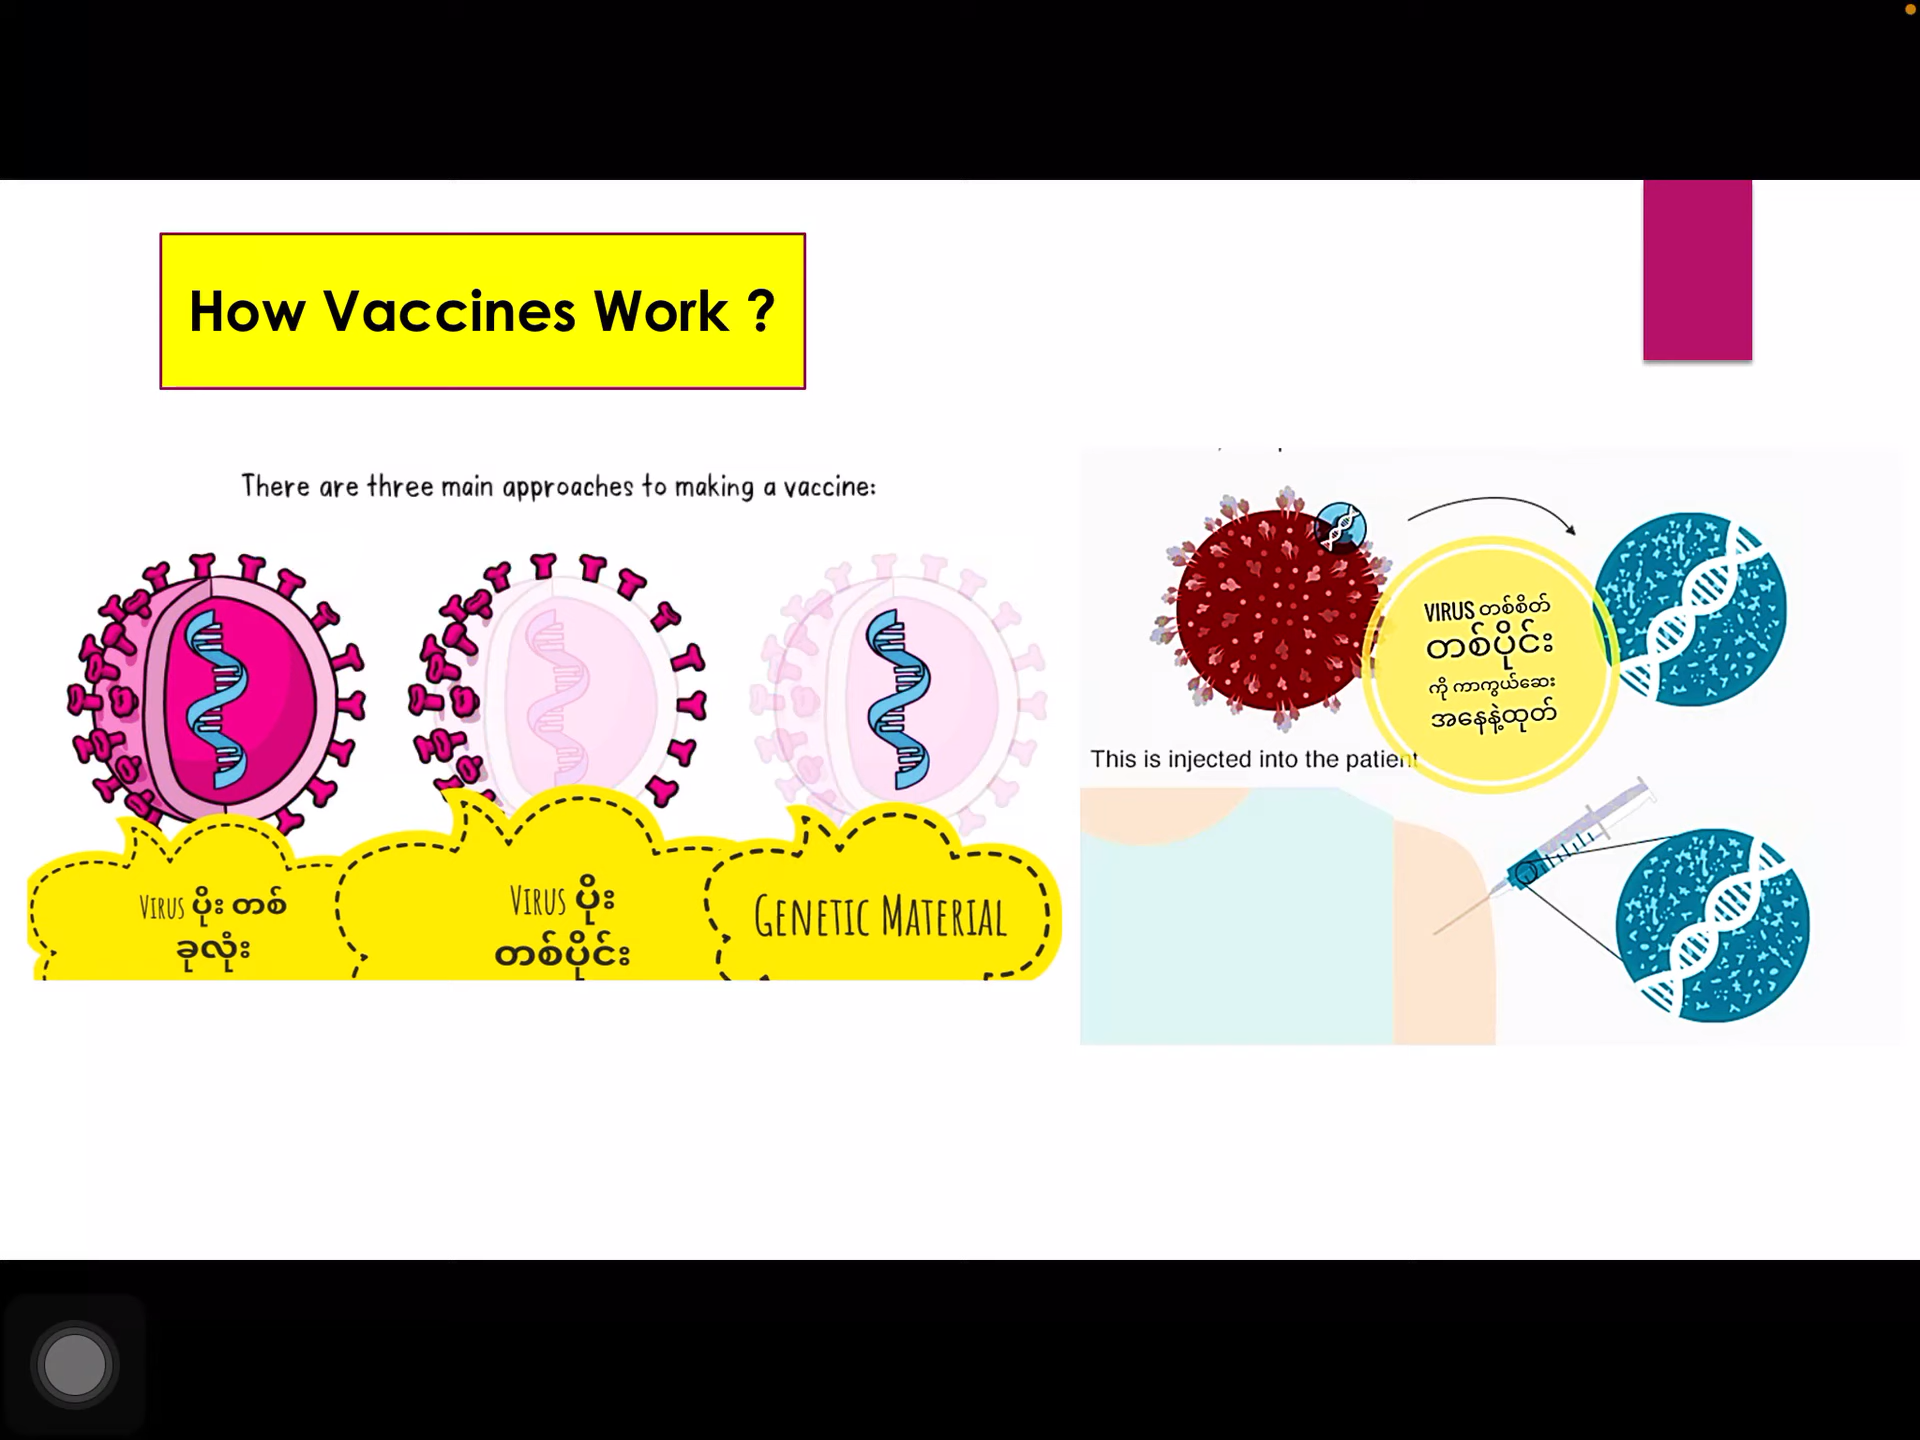 How Vaccines Work ?
There are three main approaches to making a vaccine:
VIRUS ပိုး တစ်
ခုလုံး
VIRUS ပိုး
တစ်ပိုင်း
GENETIC MATERIAL
VIRUS တစ်စိတ်
တစ်ပိုင်း
ကို ကာကွယ်ဆေး
အနေနဲ့ထုတ်
This is injected into the patient